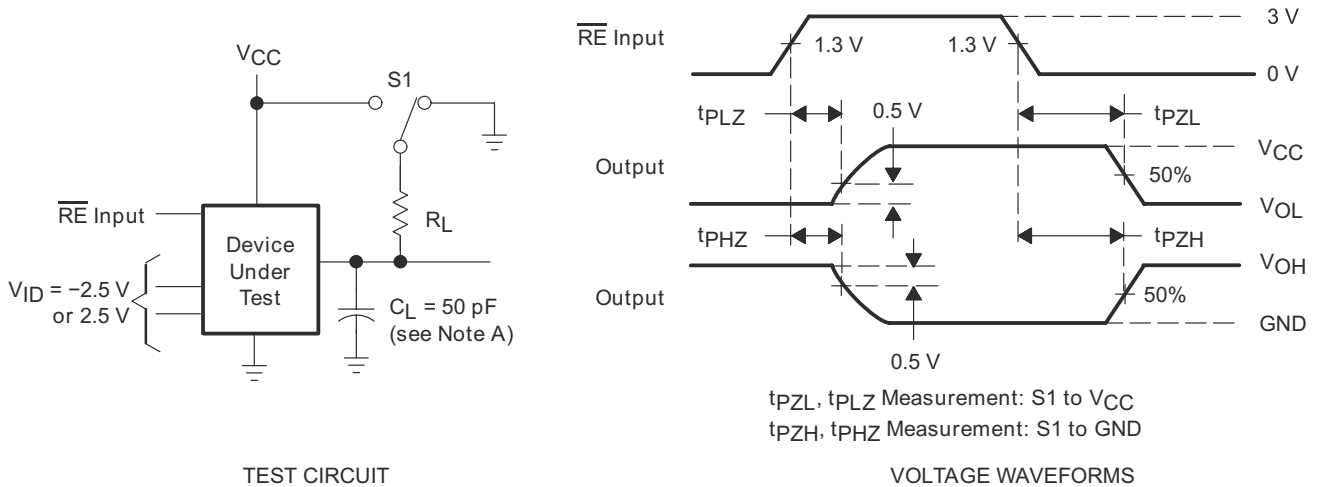 VCC
S1
RE Input
RL
Device
Under
Test
VID = −2.5 V
or 2.5 V
CL = 50 pF
(see Note A)
TEST CIRCUIT
3 V
RE Input
1.3 V
1.3 V
0 V
tPLZ
0.5 V
tPZL
Output
VCC
50%
VOL
tPHZ
tPZH
VOH
Output
50%
GND
0.5 V
tPZL, tPLZ Measurement: S1 to VCC
tPZH, tPHZ Measurement: S1 to GND
VOLTAGE WAVEFORMS